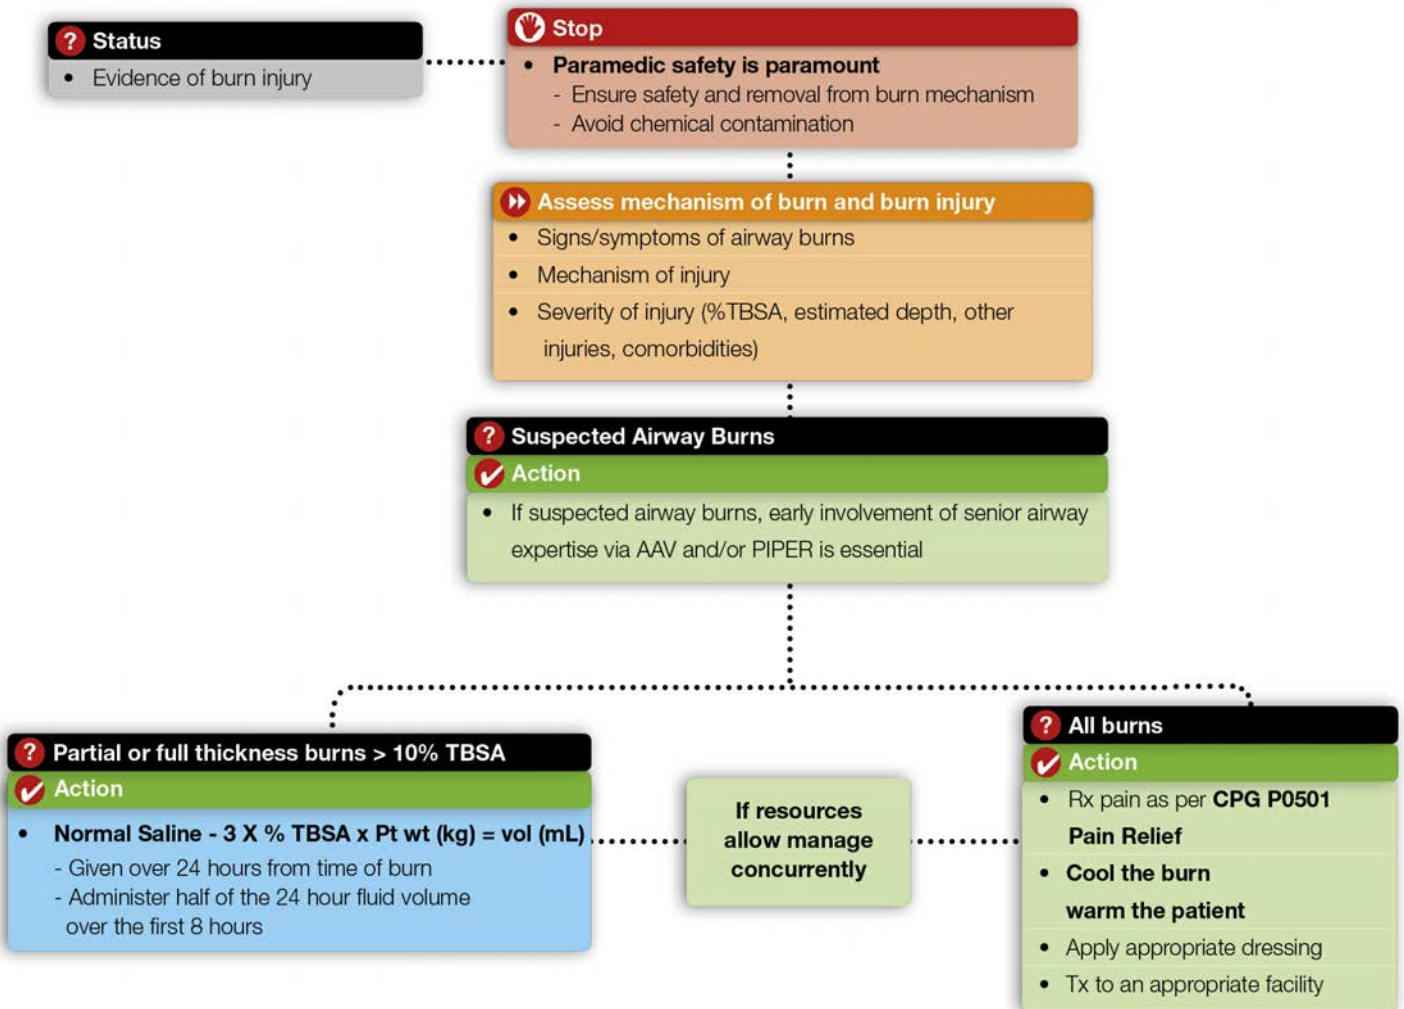 ? Status
• Evidence of burn injury
Stop
• Paramedic safety is paramount
- Ensure safety and removal from burn mechanism
- Avoid chemical contamination
Assess mechanism of burn and burn injury
• Signs/symptoms of airway burns
• Mechanism of injury
• Severity of injury (%TBSA, estimated depth, other
injuries, comorbidities)
? Suspected Airway Burns
Action
• If suspected airway burns, early involvement of senior airway
expertise via AAV and/or PIPER is essential
? Partial or full thickness burns > 10% TBSA
Action
• Normal Saline - 3 X % TBSA x Pt wt (kg) = vol (mL)
- Given over 24 hours from time of burn
- Administer half of the 24 hour fluid volume
over the first 8 hours
If resources
allow manage
concurrently
? All burns
Action
• Rx pain as per CPG P0501
Pain Relief
• Cool the burn
warm the patient
• Apply appropriate dressing
• Tx to an appropriate facility